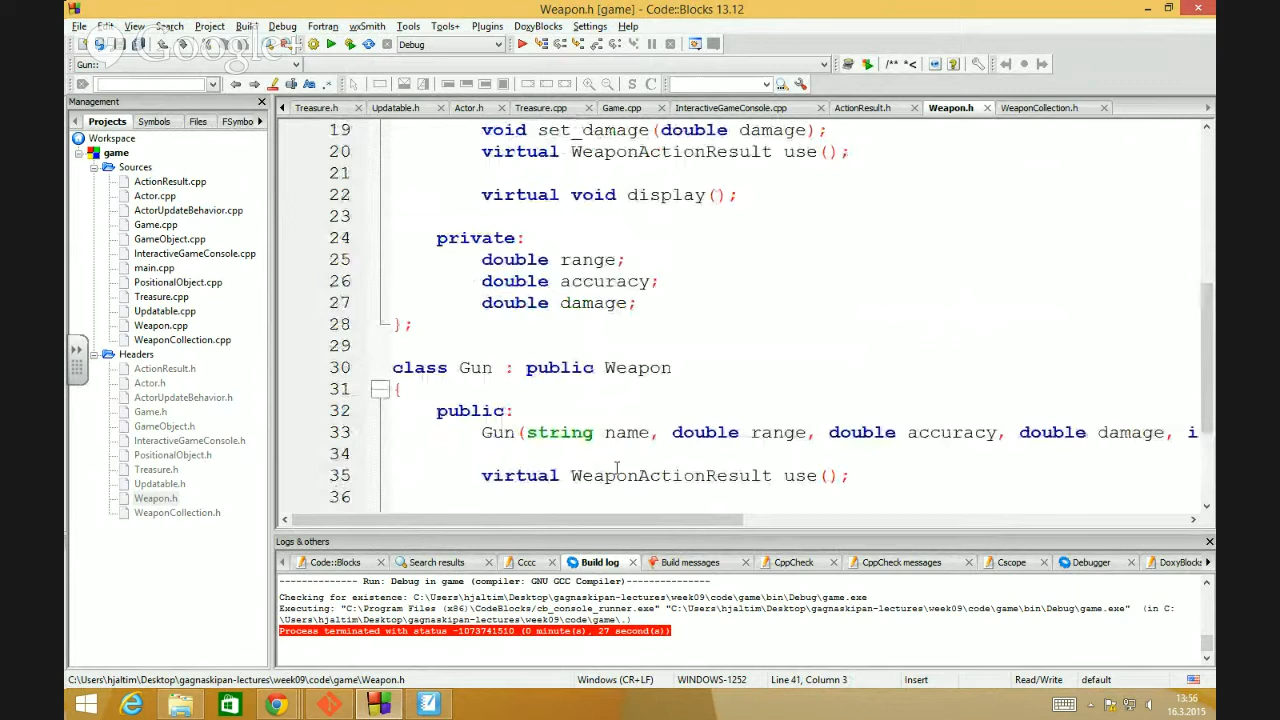 Weapon.h [game] - Code::Blocks 13.12
File Edit View Search Project Build Debug Fortran wxSmith Tools Tools+ Plugins DoxyBlocks Settings Help
Google+
Debug
Gun::
/** *<
Aa .*
S C
Management
Projects Symbols Files FSymbo
Workspace
game
Sources
ActionResult.cpp
Actor.cpp
ActorUpdateBehavior.cpp
Game.cpp
GameObject.cpp
InteractiveGameConsole.cpp
main.cpp
PositionalObject.cpp
Treasure.cpp
Updatable.cpp
Weapon.cpp
WeaponCollection.cpp
Headers
ActionResult.h
Actor.h
ActorUpdateBehavior.h
Game.h
GameObject.h
InteractiveGameConsole.h
PositionalObject.h
Treasure.h
Updatable.h
Weapon.h
WeaponCollection.h
Treasure.h Updatable.h Actor.h Treasure.cpp Game.cpp InteractiveGameConsole.cpp ActionResult.h Weapon.h WeaponCollection.h
19 void set_damage(double damage);
20 virtual WeaponActionResult use();
21
22 virtual void display();
23
24 private:
25 double range;
26 double accuracy;
27 double damage;
28 };
29
30 class Gun : public Weapon
31 {
32 public:
33 Gun(string name, double range, double accuracy, double damage, i
34
35 virtual WeaponActionResult use();
36
Logs & others
Code::Blocks Search results Cccc Build log Build messages CppCheck CppCheck messages Cscope Debugger DoxyBlocks
-------------- Run: Debug in game (compiler: GNU GCC Compiler)---------------
Checking for existence: C:\Users\hjaltim\Desktop\gagnaskipan-lectures\week09\code\game\bin\Debug\game.exe
Executing: "C:\Program Files (x86)\CodeBlocks/cb_console_runner.exe" "C:\Users\hjaltim\Desktop\gagnaskipan-lectures\week09\code\game\bin\Debug\game.exe" (in C:
\Users\hjaltim\Desktop\gagnaskipan-lectures\week09\code\game\.)
Process terminated with status -1073741510 (0 minute(s), 27 second(s))
C:\Users\hjaltim\Desktop\gagnaskipan-lectures\week09\code\game\Weapon.h Windows (CR+LF) WINDOWS-1252 Line 41, Column 3 Insert Read/Write default
13:56
16.3.2015